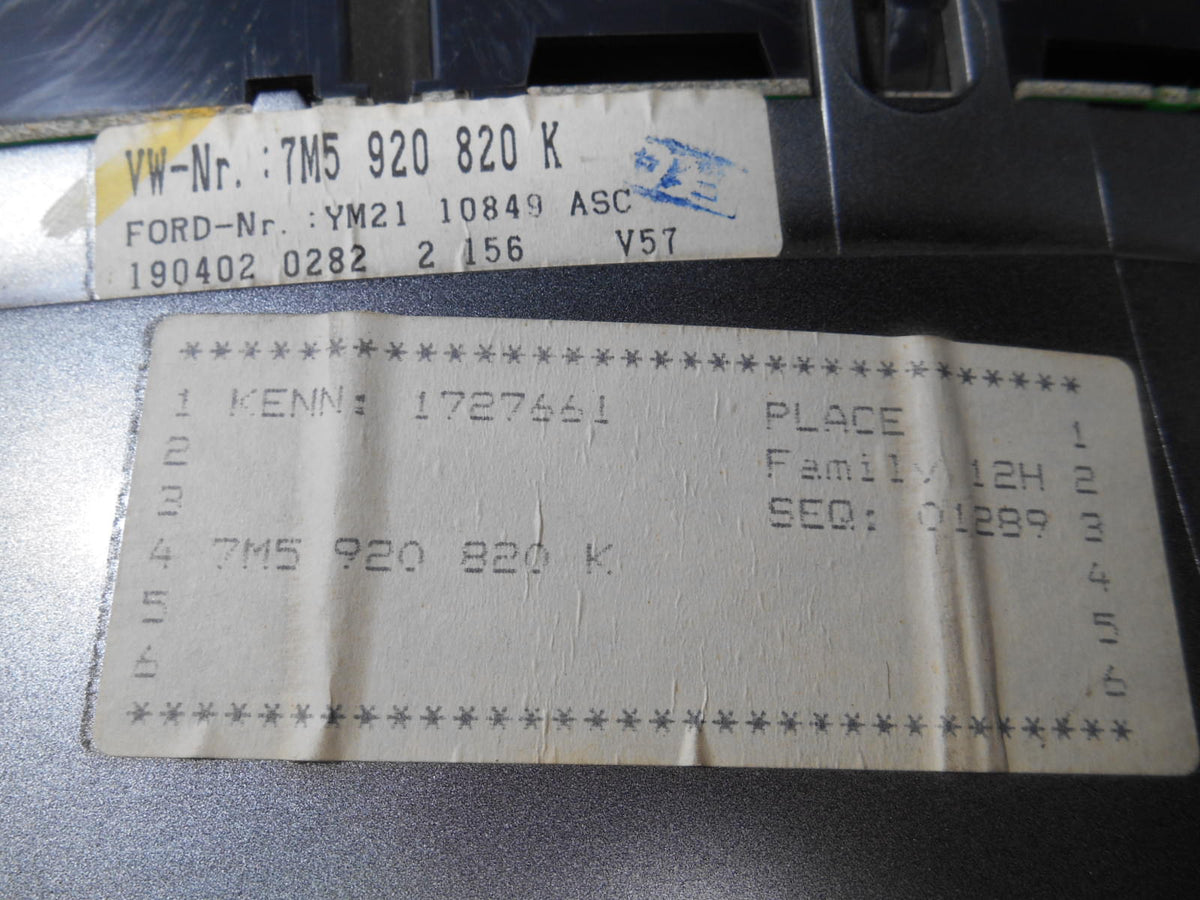 VW-Nr. :7M5 920 820 K
FORD-Nr. :YM21 10849 ASC
190402 0282 2 156 V57
************************************
1 KENN: 1727661 PLACE 1
2 Family 12H 2
3 SEQ: 01289 3
4 7M5 920 820 K 4
5 5
6 6
************************************